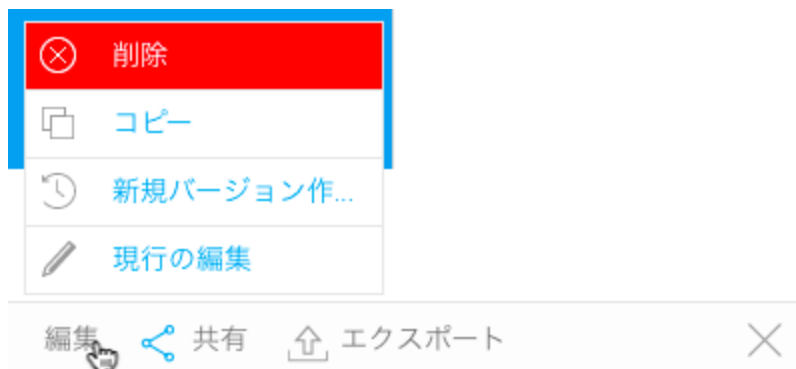 削除
コピー
新規バージョン作...
現行の編集
編集 共有 エクスポート